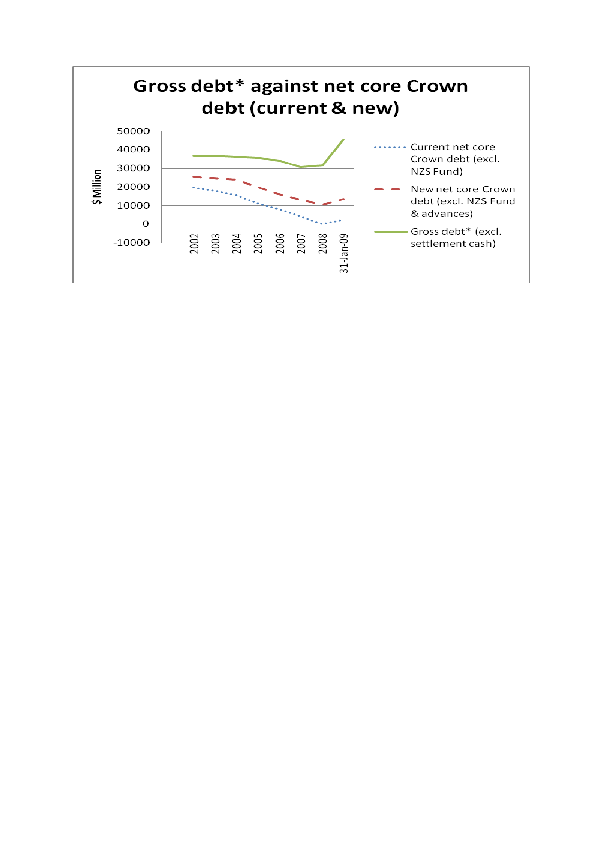 Gross debt* against net core Crown
debt (current & new)
50000
40000
30000
20000
10000
0
-10000
$ Million
2002
2003
2004
2005
2006
2007
2008
31-Jan-09
Current net core
Crown debt (excl.
NZS Fund)
New net core Crown
debt (excl. NZS Fund
& advances)
Gross debt* (excl.
settlement cash)